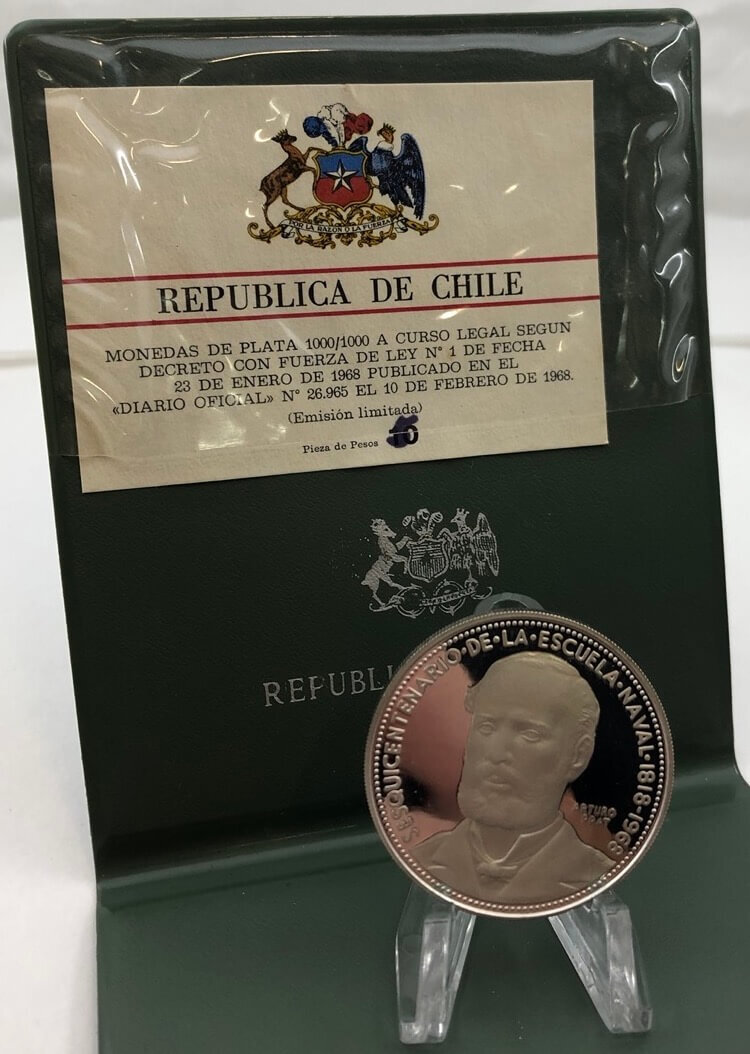 POR LA RAZON O LA FUERZA
REPUBLICA DE CHILE
MONEDAS DE PLATA 1000/1000 A CURSO LEGAL SEGUN
DECRETO CON FUERZA DE LEY N° 1 DE FECHA
23 DE ENERO DE 1968 PUBLICADO EN EL
«DIARIO OFICIAL» N° 26.965 EL 10 DE FEBRERO DE 1968.
(Emisión limitada)
Pieza de Pesos 10
REPUBLI
SESQUICENTENARIO·DE·LA·ESCUELA·NAVAL·1818-1968
ARTURO
PRAT